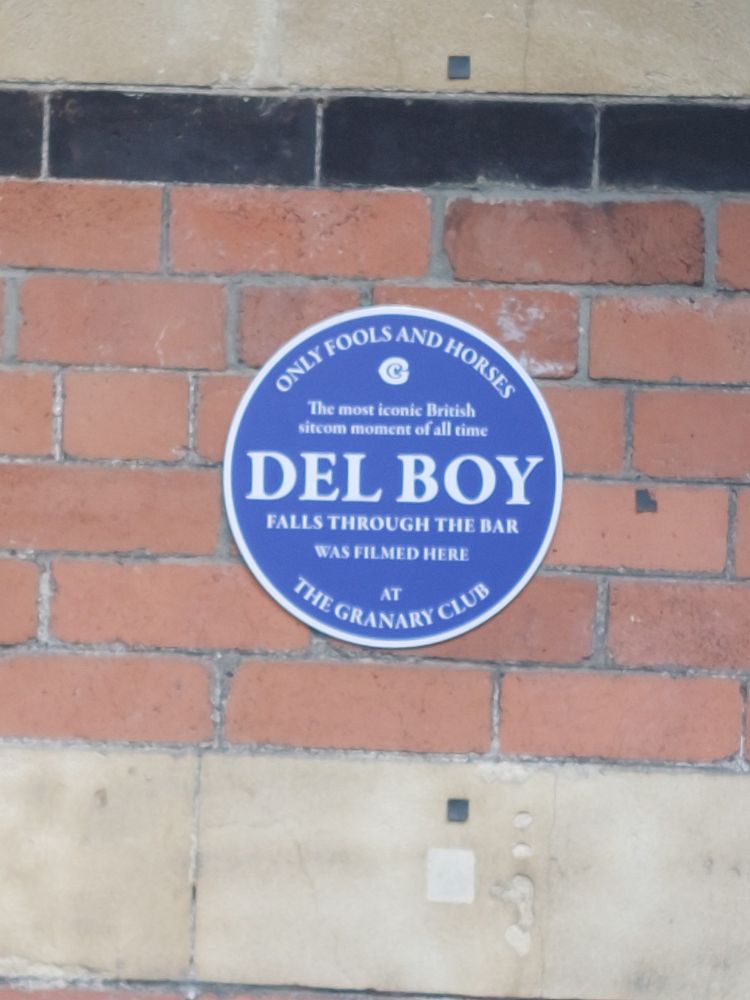 ONLY FOOLS AND HORSES
The most iconic British
sitcom moment of all time
DEL BOY
FALLS THROUGH THE BAR
WAS FILMED HERE
AT
THE GRANARY CLUB